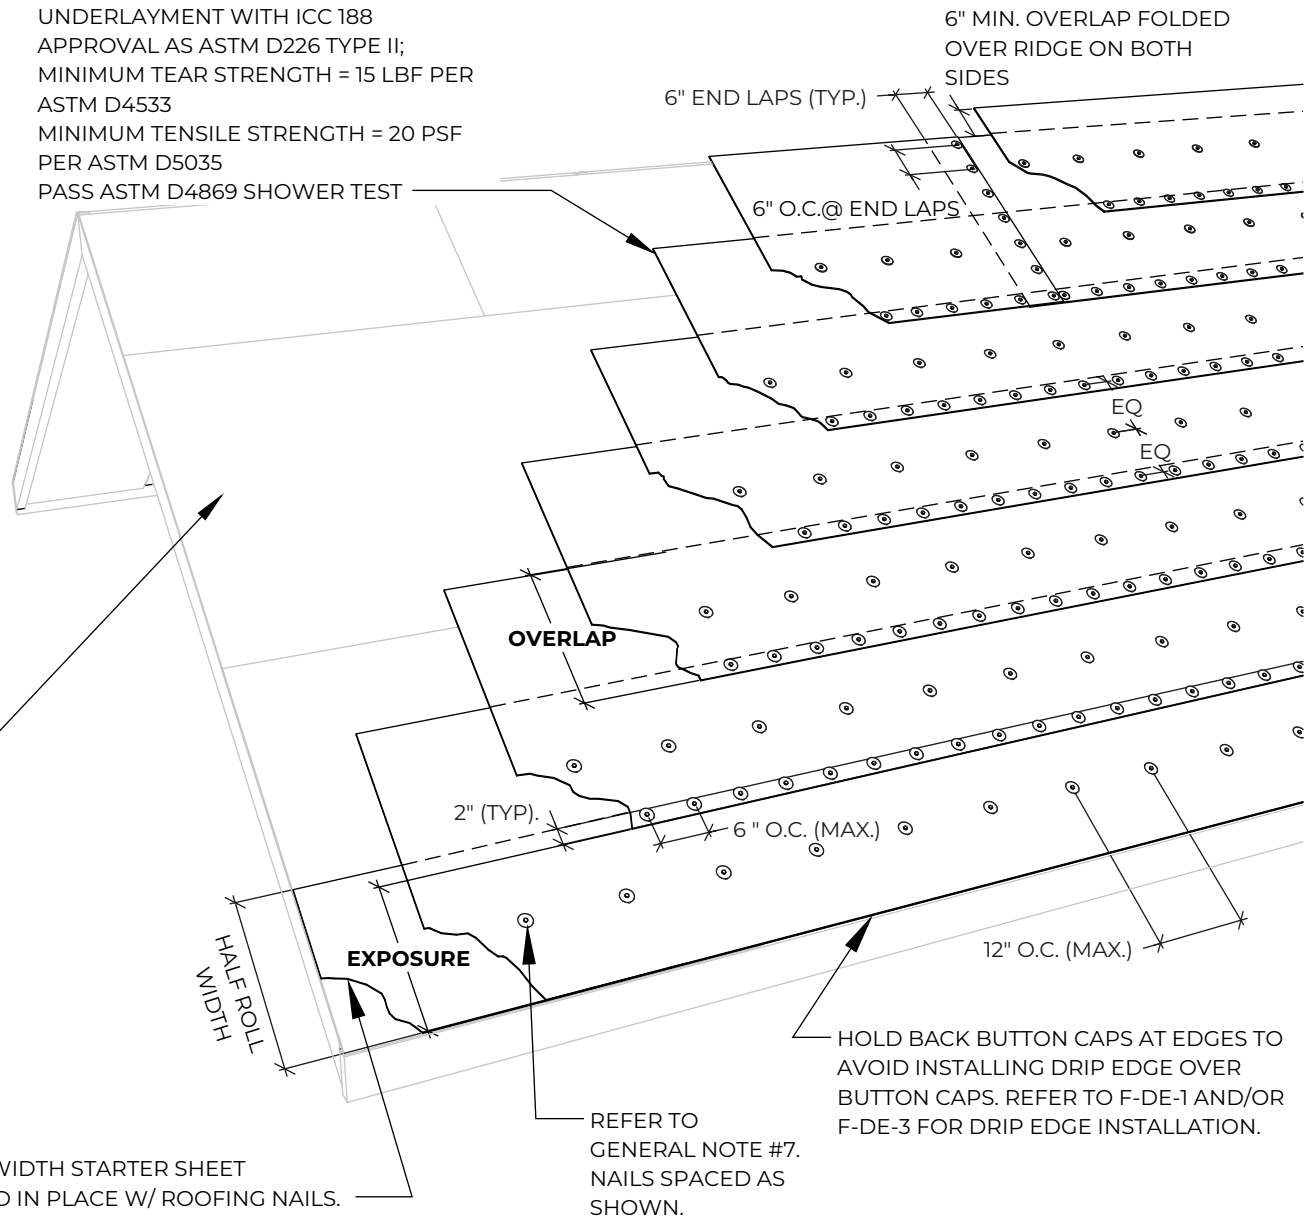 UNDERLAYMENT WITH ICC 188
APPROVAL AS ASTM D226 TYPE II;
MINIMUM TEAR STRENGTH = 15 LBF PER
ASTM D4533
MINIMUM TENSILE STRENGTH = 20 PSF
PER ASTM D5035
PASS ASTM D4869 SHOWER TEST
6" MIN. OVERLAP FOLDED
OVER RIDGE ON BOTH
SIDES
6" END LAPS (TYP.)
6" O.C.@ END LAPS
EQ
EQ
OVERLAP
2" (TYP).
6 " O.C. (MAX.)
EXPOSURE
HALF ROLL
WIDTH
12" O.C. (MAX.)
HOLD BACK BUTTON CAPS AT EDGES TO
AVOID INSTALLING DRIP EDGE OVER
BUTTON CAPS. REFER TO F-DE-1 AND/OR
F-DE-3 FOR DRIP EDGE INSTALLATION.
REFER TO
GENERAL NOTE #7.
NAILS SPACED AS
SHOWN.
WIDTH STARTER SHEET
IN PLACE W/ ROOFING NAILS.